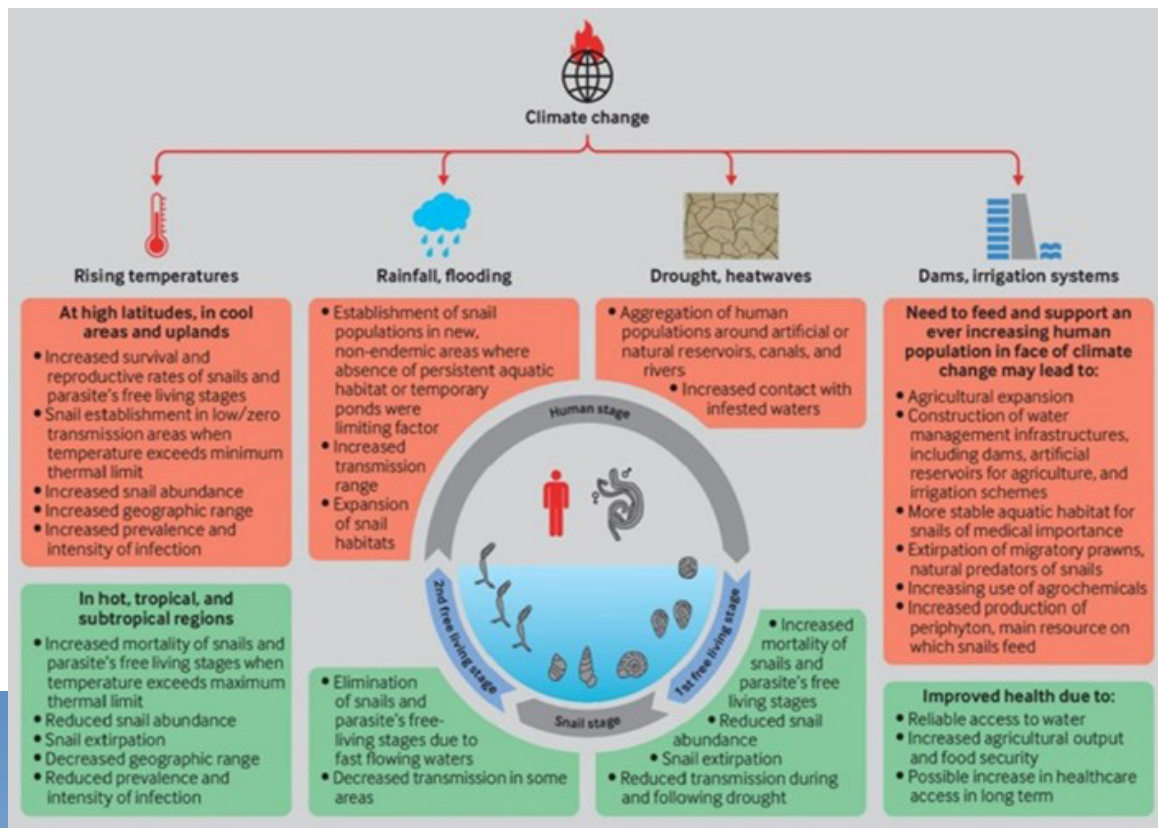 Climate change
Rising temperatures
Rainfall, flooding
Drought, heatwaves
Dams, irrigation systems
At high latitudes, in cool
areas and uplands
• Increased survival and
reproductive rates of snails and
parasite's free living stages
• Snail establishment in low/zero
transmission areas when
temperature exceeds minimum
thermal limit
• Increased snail abundance
• Increased geographic range
• Increased prevalence and
intensity of infection
In hot, tropical, and
subtropical regions
• Increased mortality of snails and
parasite's free living stages when
temperature exceeds maximum
thermal limit
• Reduced snail abundance
• Snail extirpation
• Decreased geographic range
• Reduced prevalence and
intensity of infection
• Establishment of snail
populations in new,
non-endemic areas where
absence of persistent aquatic
habitat or temporary
ponds were
limiting factor
• Increased
transmission
range
• Expansion
of snail
habitats
• Elimination
of snails and
parasite's free-
living stages due to
fast flowing waters
• Decreased transmission in some
areas
• Aggregation of human
populations around artificial or
natural reservoirs, canals, and
rivers
• Increased contact with
infested waters
Human stage
♂
♀
2nd free living stage
1st free living stage
Snail stage
• Increased
mortality of
snails and
parasite's free
living stages
• Reduced snail
abundance
• Snail extirpation
• Reduced transmission during
and following drought
Need to feed and support an
ever increasing human
population in face of climate
change may lead to:
• Agricultural expansion
• Construction of water
management infrastructures,
including dams, artificial
reservoirs for agriculture, and
irrigation schemes
• More stable aquatic habitat for
snails of medical importance
• Extirpation of migratory prawns,
natural predators of snails
• Increasing use of agrochemicals
• Increased production of
periphyton, main resource on
which snails feed
Improved health due to:
• Reliable access to water
• Increased agricultural output
and food security
• Possible increase in healthcare
access in long term